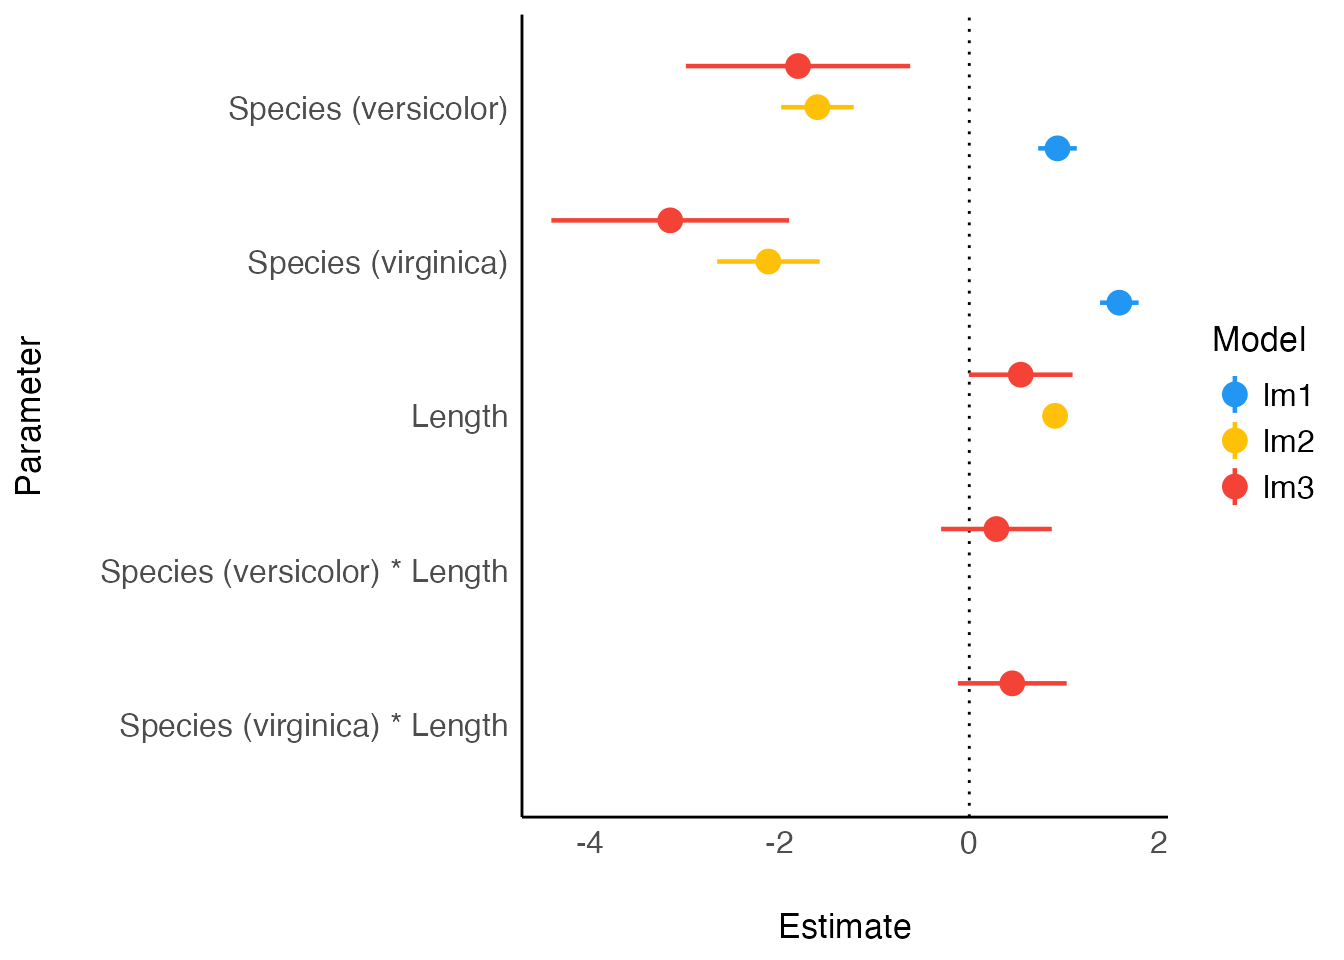 Parameter
Species (versicolor)
Species (virginica)
Length
Species (versicolor) * Length
Species (virginica) * Length
-4
-2
0
2
Estimate
Model
lm1
lm2
lm3